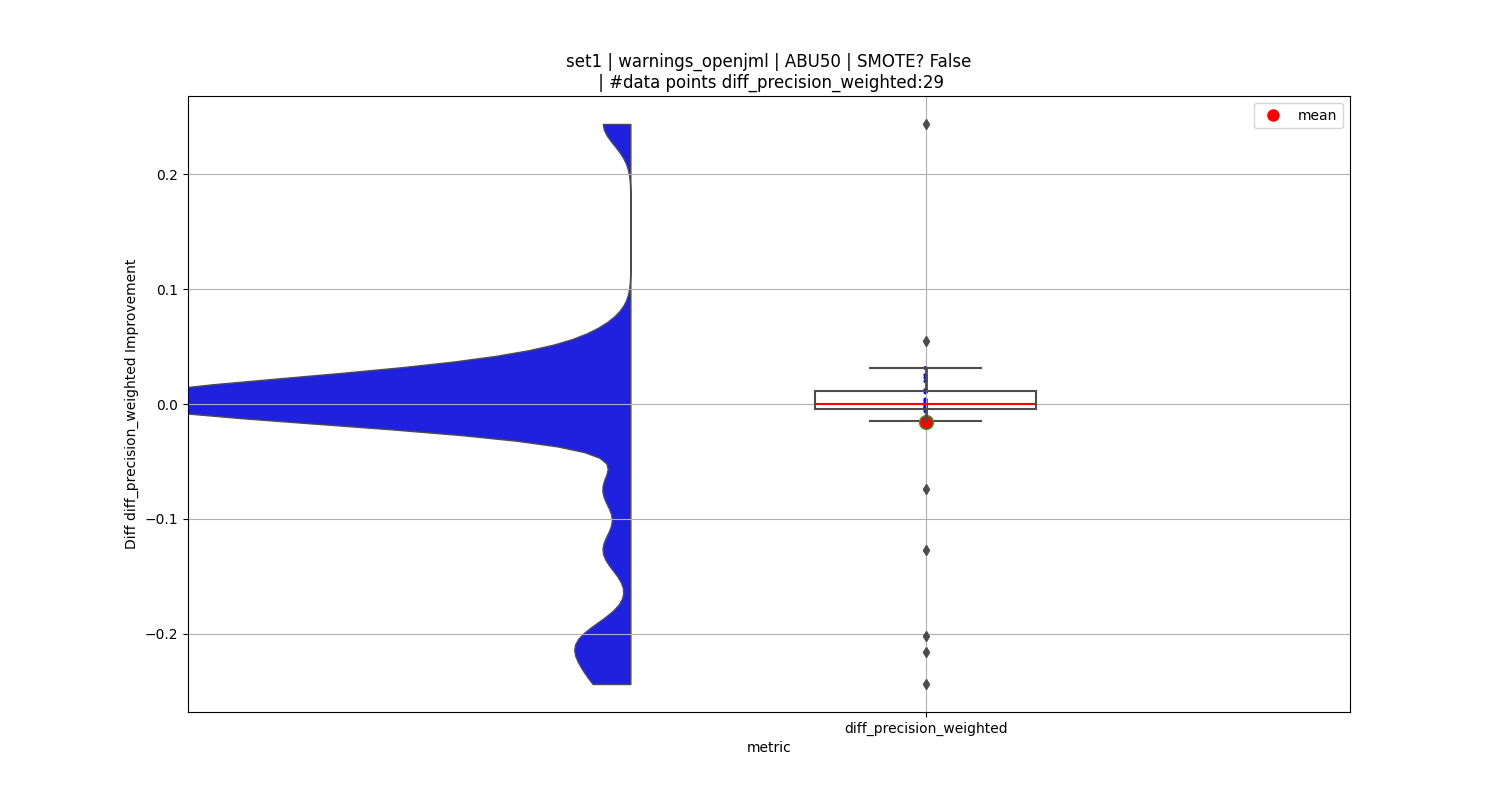 set1 | warnings_openjml | ABU50 | SMOTE? False
| #data points diff_precision_weighted:29
mean
Diff diff_precision_weighted Improvement
0.2
0.1
0.0
−0.1
−0.2
diff_precision_weighted
metric